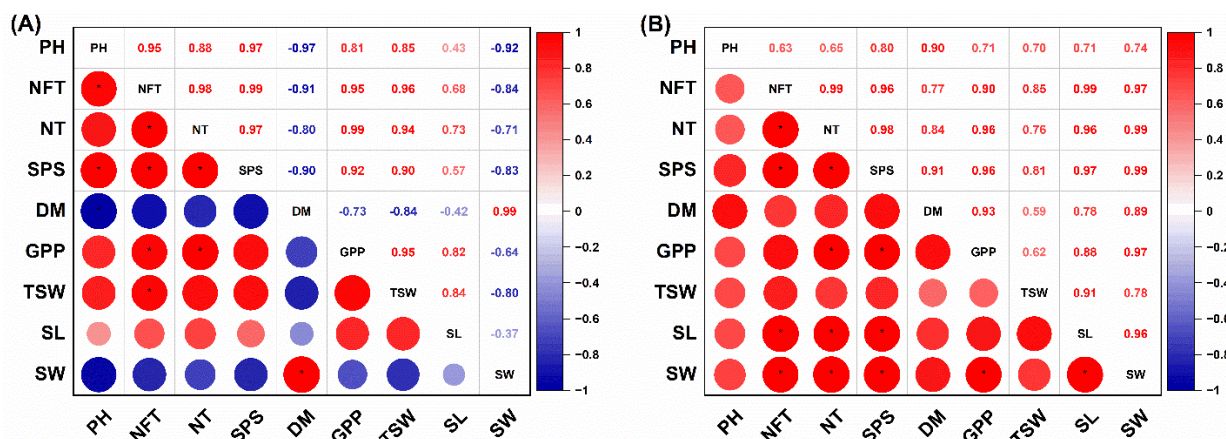 (A)
PH PH 0.95 0.88 0.97 -0.97 0.81 0.85 0.43 -0.92
NFT * NFT 0.98 0.99 -0.91 0.95 0.96 0.68 -0.84
NT * NT 0.97 -0.80 0.99 0.94 0.73 -0.71
SPS * * * SPS -0.90 0.92 0.90 0.57 -0.83
DM * DM -0.73 -0.84 -0.42 0.99
GPP * * GPP 0.95 0.82 -0.64
TSW * TSW 0.84 -0.80
SL SL -0.37
SW * SW
PH NFT NT SPS DM GPP TSW SL SW
1
0.8
0.6
0.4
0.2
0
−0.2
−0.4
−0.6
−0.8
−1
(B)
PH PH 0.63 0.65 0.80 0.90 0.71 0.70 0.71 0.74
NFT NFT 0.99 0.96 0.77 0.90 0.85 0.99 0.97
NT * NT 0.98 0.84 0.96 0.76 0.96 0.99
SPS * * SPS 0.91 0.96 0.81 0.97 0.99
DM DM 0.93 0.59 0.78 0.89
GPP * * GPP 0.62 0.88 0.97
TSW TSW 0.91 0.78
SL * * * SL 0.96
SW * * * * * SW
PH NFT NT SPS DM GPP TSW SL SW
1
0.8
0.6
0.4
0.2
0
−0.2
−0.4
−0.6
−0.8
−1